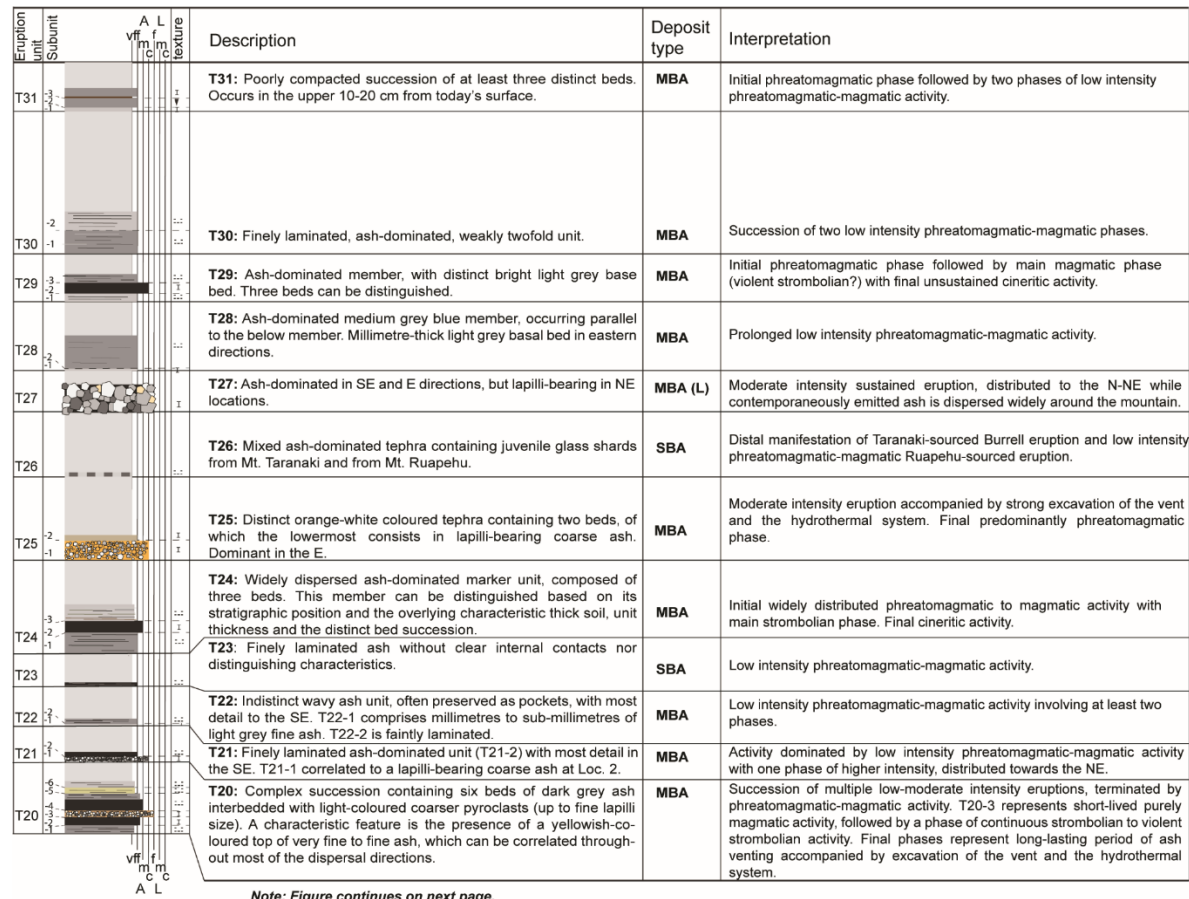 Eruption unit
Subunit
A L
vf f m c f m c
texture
Description
Deposit type
Interpretation
T31
-3
-2
-1
T31: Poorly compacted succession of at least three distinct beds.
Occurs in the upper 10-20 cm from today's surface.
MBA
Initial phreatomagmatic phase followed by two phases of low intensity
phreatomagmatic-magmatic activity.
T30
-2
-1
T30: Finely laminated, ash-dominated, weakly twofold unit.
MBA
Succession of two low intensity phreatomagmatic-magmatic phases.
T29
-3
-2
-1
T29: Ash-dominated member, with distinct bright light grey base
bed. Three beds can be distinguished.
MBA
Initial phreatomagmatic phase followed by main magmatic phase
(violent strombolian?) with final unsustained cineritic activity.
T28
-2
-1
T28: Ash-dominated medium grey blue member, occurring parallel
to the below member. Millimetre-thick light grey basal bed in eastern
directions.
MBA
Prolonged low intensity phreatomagmatic-magmatic activity.
T27
T27: Ash-dominated in SE and E directions, but lapilli-bearing in NE
locations.
MBA (L)
Moderate intensity sustained eruption, distributed to the N-NE while
contemporaneously emitted ash is dispersed widely around the mountain.
T26
T26: Mixed ash-dominated tephra containing juvenile glass shards
from Mt. Taranaki and from Mt. Ruapehu.
SBA
Distal manifestation of Taranaki-sourced Burrell eruption and low intensity
phreatomagmatic-magmatic Ruapehu-sourced eruption.
T25
-2
-1
T25: Distinct orange-white coloured tephra containing two beds, of
which the lowermost consists in lapilli-bearing coarse ash.
Dominant in the E.
MBA
Moderate intensity eruption accompanied by strong excavation of the vent
and the hydrothermal system. Final predominantly phreatomagmatic
phase.
T24
-3
-2
-1
T24: Widely dispersed ash-dominated marker unit, composed of
three beds. This member can be distinguished based on its
stratigraphic position and the overlying characteristic thick soil, unit
thickness and the distinct bed succession.
MBA
Initial widely distributed phreatomagmatic to magmatic activity with
main strombolian phase. Final cineritic activity.
T23
T23: Finely laminated ash without clear internal contacts nor
distinguishing characteristics.
SBA
Low intensity phreatomagmatic-magmatic activity.
T22
-2
-1
T22: Indistinct wavy ash unit, often preserved as pockets, with most
detail to the SE. T22-1 comprises millimetres to sub-millimetres of
light grey fine ash. T22-2 is faintly laminated.
MBA
Low intensity phreatomagmatic-magmatic activity involving at least two
phases.
T21
-2
-1
T21: Finely laminated ash-dominated unit (T21-2) with most detail in
the SE. T21-1 correlated to a lapilli-bearing coarse ash at Loc. 2.
MBA
Activity dominated by low intensity phreatomagmatic-magmatic activity
with one phase of higher intensity, distributed towards the NE.
T20
-6
-5
-4
-3
-2
-1
T20: Complex succession containing six beds of dark grey ash
interbedded with light-coloured coarser pyroclasts (up to fine lapilli
size). A characteristic feature is the presence of a yellowish-co-
loured top of very fine to fine ash, which can be correlated through-
out most of the dispersal directions.
MBA
Succession of multiple low-moderate intensity eruptions, terminated by
phreatomagmatic-magmatic activity. T20-3 represents short-lived purely
magmatic activity, followed by a phase of continuous strombolian to violent
strombolian activity. Final phases represent long-lasting period of ash
venting accompanied by excavation of the vent and the hydrothermal
system.
vf f m c f m c
A L
Note: Figure continues on next page.